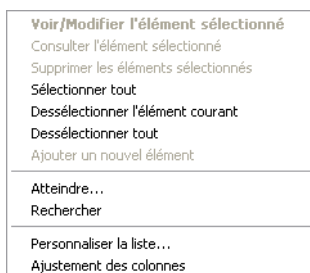 Voir/Modifier l'élément sélectionné
Consulter l'élément sélectionné
Supprimer les éléments sélectionnés
Sélectionner tout
Dessélectionner l'élément courant
Dessélectionner tout
Ajouter un nouvel élément
Atteindre...
Rechercher
Personnaliser la liste...
Ajustement des colonnes